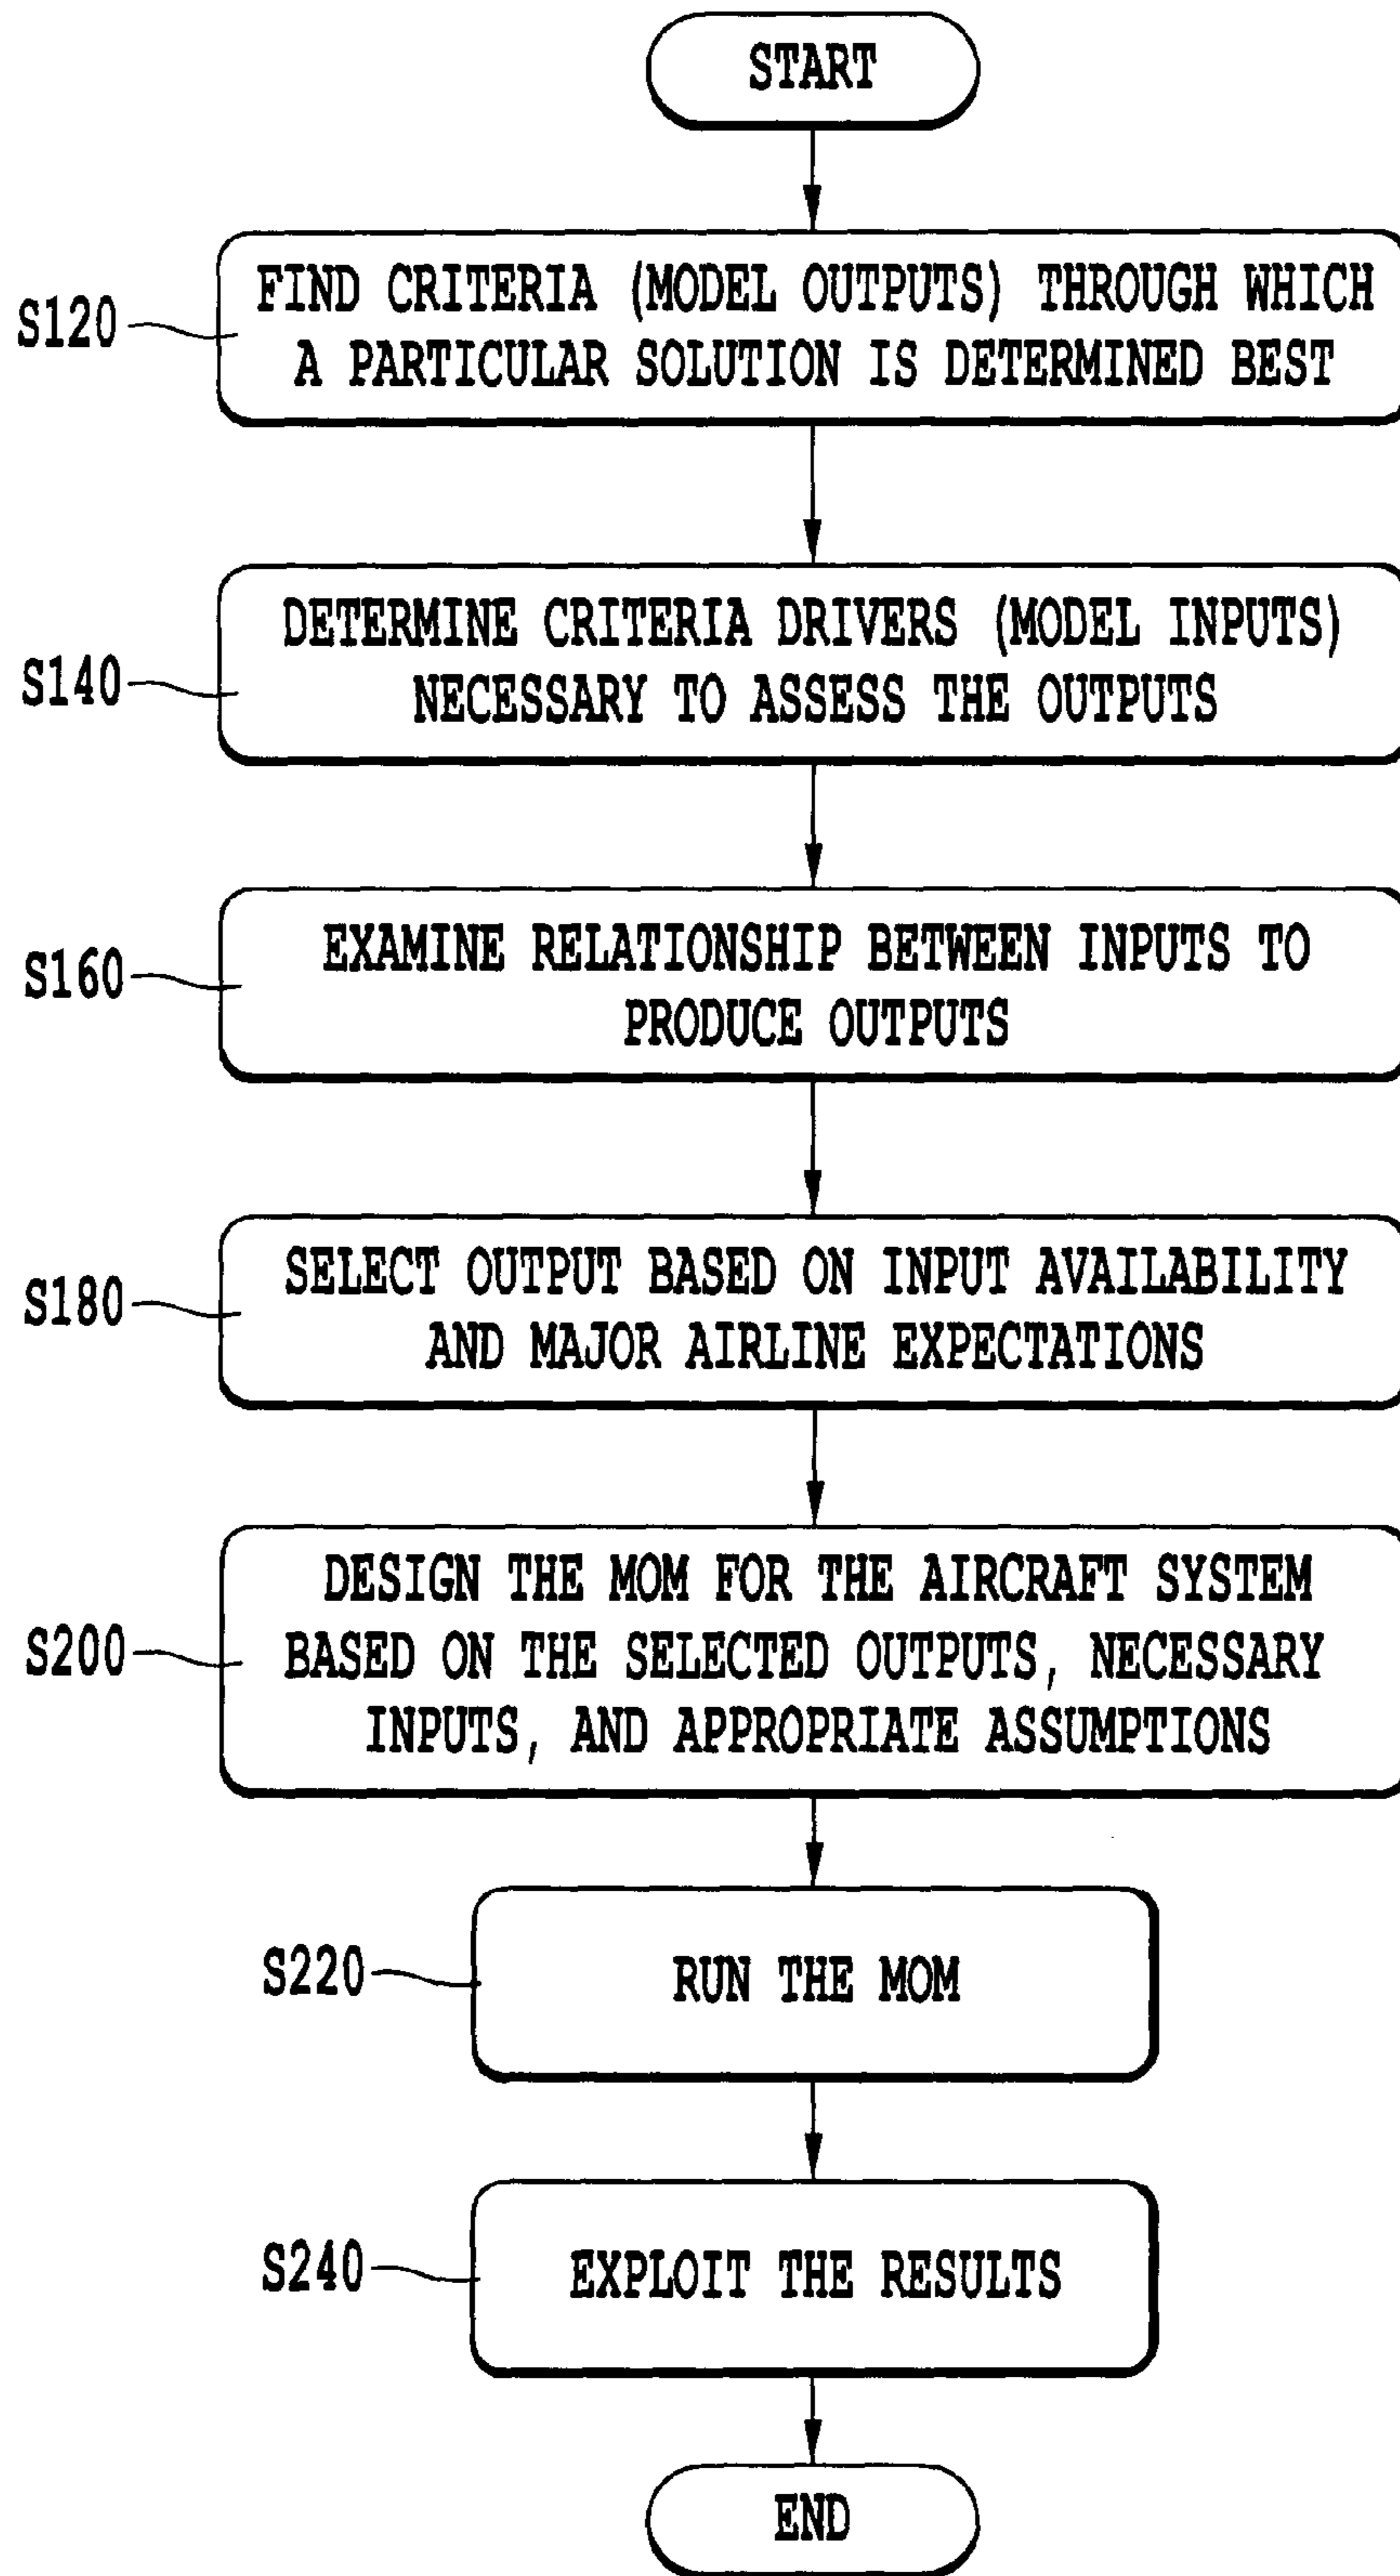 START
S120
FIND CRITERIA (MODEL OUTPUTS) THROUGH WHICH
A PARTICULAR SOLUTION IS DETERMINED BEST
S140
DETERMINE CRITERIA DRIVERS (MODEL INPUTS)
NECESSARY TO ASSESS THE OUTPUTS
S160
EXAMINE RELATIONSHIP BETWEEN INPUTS TO
PRODUCE OUTPUTS
S180
SELECT OUTPUT BASED ON INPUT AVAILABILITY
AND MAJOR AIRLINE EXPECTATIONS
S200
DESIGN THE MOM FOR THE AIRCRAFT SYSTEM
BASED ON THE SELECTED OUTPUTS, NECESSARY
INPUTS, AND APPROPRIATE ASSUMPTIONS
S220
RUN THE MOM
S240
EXPLOIT THE RESULTS
END